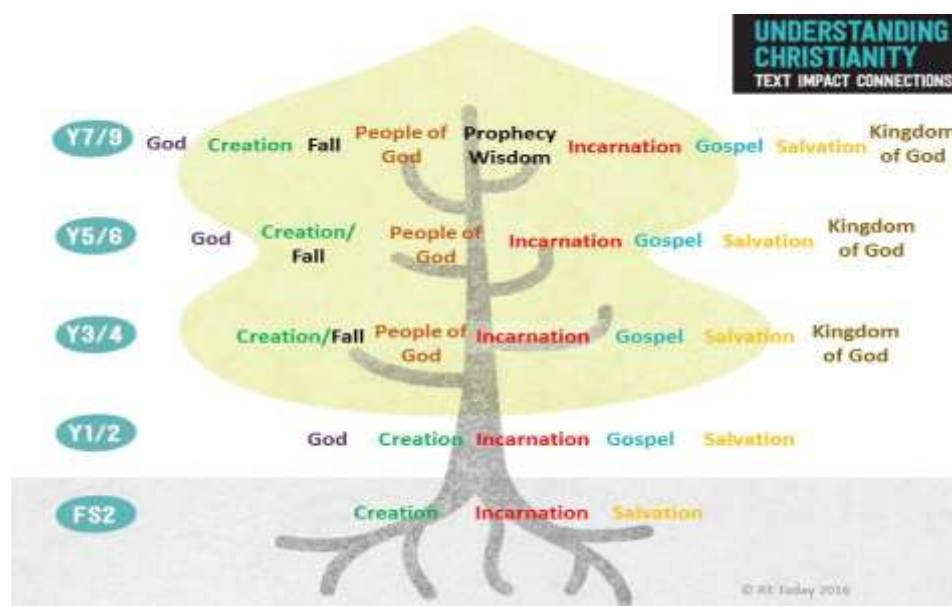 UNDERSTANDING
CHRISTIANITY
TEXT IMPACT CONNECTIONS
Y7/9 God Creation Fall People of God Prophecy Wisdom Incarnation Gospel Salvation Kingdom of God
Y5/6 God Creation/ Fall People of God Incarnation Gospel Salvation Kingdom of God
Y3/4 Creation/Fall People of God Incarnation Gospel Salvation Kingdom of God
Y1/2 God Creation Incarnation Gospel Salvation
FS2 Creation Incarnation Salvation
© RE Today 2016